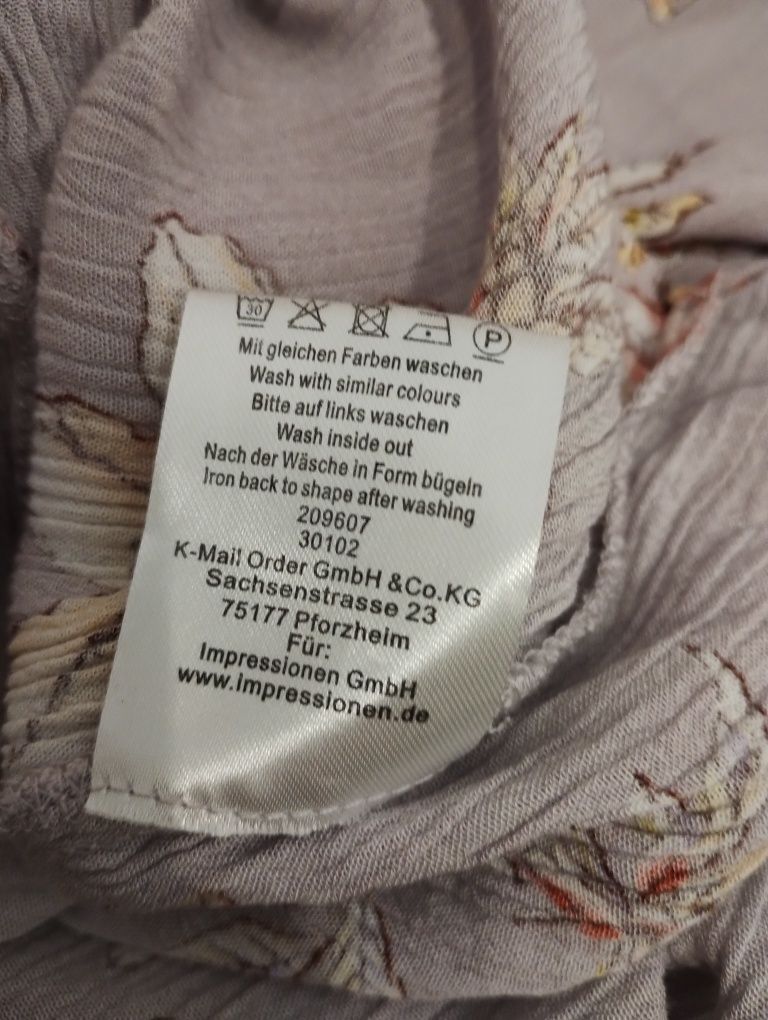 30 P
Mit gleichen Farben waschen
Wash with similar colours
Bitte auf links waschen
Wash inside out
Nach der Wäsche in Form bügeln
Iron back to shape after washing
209607
30102
K-Mail Order GmbH &Co.KG
Sachsenstrasse 23
75177 Pforzheim
Für:
Impressionen GmbH
www.impressionen.de